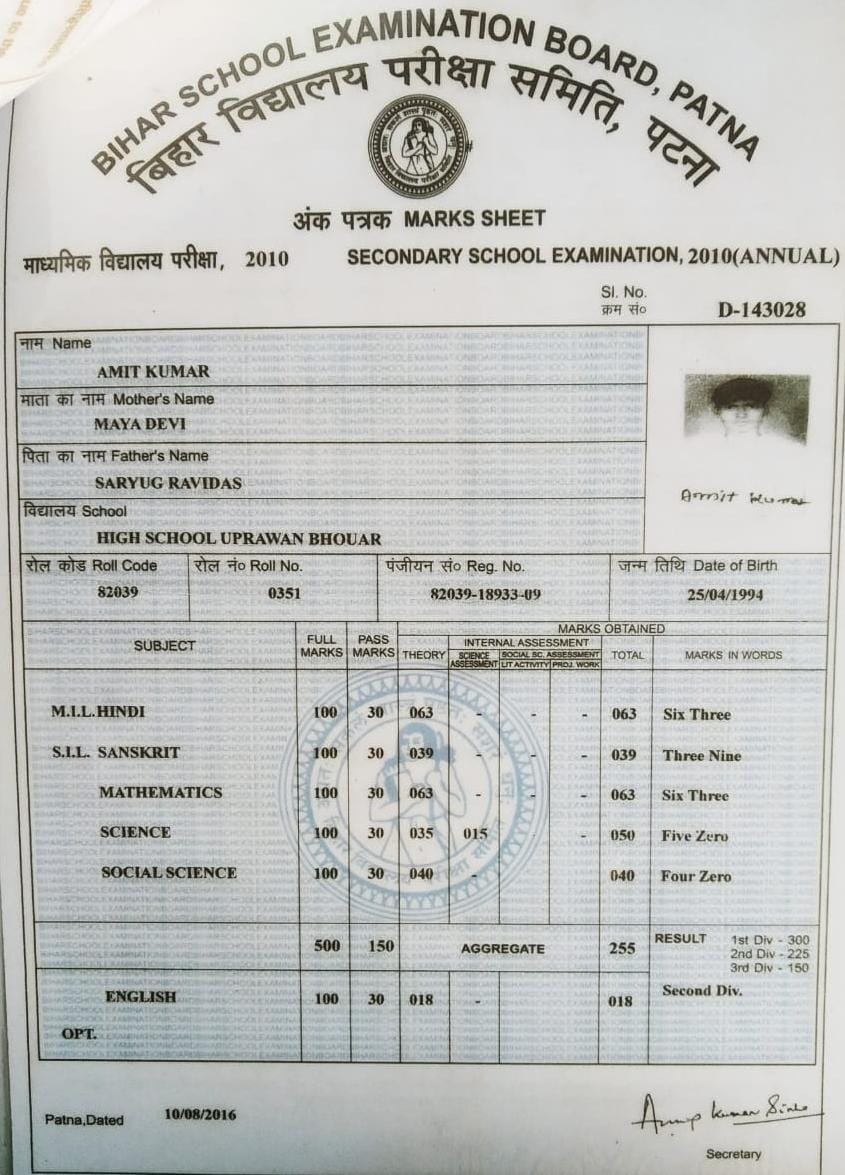 BIHAR SCHOOL EXAMINATION BOARD, PATNA
बिहार विद्यालय परीक्षा समिति, पटना
अंक पत्रक MARKS SHEET
माध्यमिक विद्यालय परीक्षा, 2010 SECONDARY SCHOOL EXAMINATION, 2010(ANNUAL)
Sl. No.
क्रम सं० D-143028
नाम Name
AMIT KUMAR
माता का नाम Mother's Name
MAYA DEVI
पिता का नाम Father's Name
SARYUG RAVIDAS
Amit Kumar
विद्यालय School
HIGH SCHOOL UPRAWAN BHOUAR
रोल कोड Roll Code रोल नं० Roll No. पंजीयन सं० Reg. No. जन्म तिथि Date of Birth
82039 0351 82039-18933-09 25/04/1994
MARKS OBTAINED
SUBJECT FULL MARKS PASS MARKS THEORY INTERNAL ASSESSMENT TOTAL MARKS IN WORDS
SCIENCE ASSESSMENT SOCIAL SC. ASSESSMENT
LIT ACTIVITY PROJ. WORK
M.I.L.HINDI 100 30 063 - - - 063 Six Three
S.I.L. SANSKRIT 100 30 039 - - - 039 Three Nine
MATHEMATICS 100 30 063 - - - 063 Six Three
SCIENCE 100 30 035 015 - 050 Five Zero
SOCIAL SCIENCE 100 30 040 - 040 Four Zero
500 150 AGGREGATE 255 RESULT 1st Div - 300
2nd Div - 225
3rd Div - 150
ENGLISH 100 30 018 - 018 Second Div.
OPT.
Patna,Dated 10/08/2016
Anup Kumar Sinha
Secretary